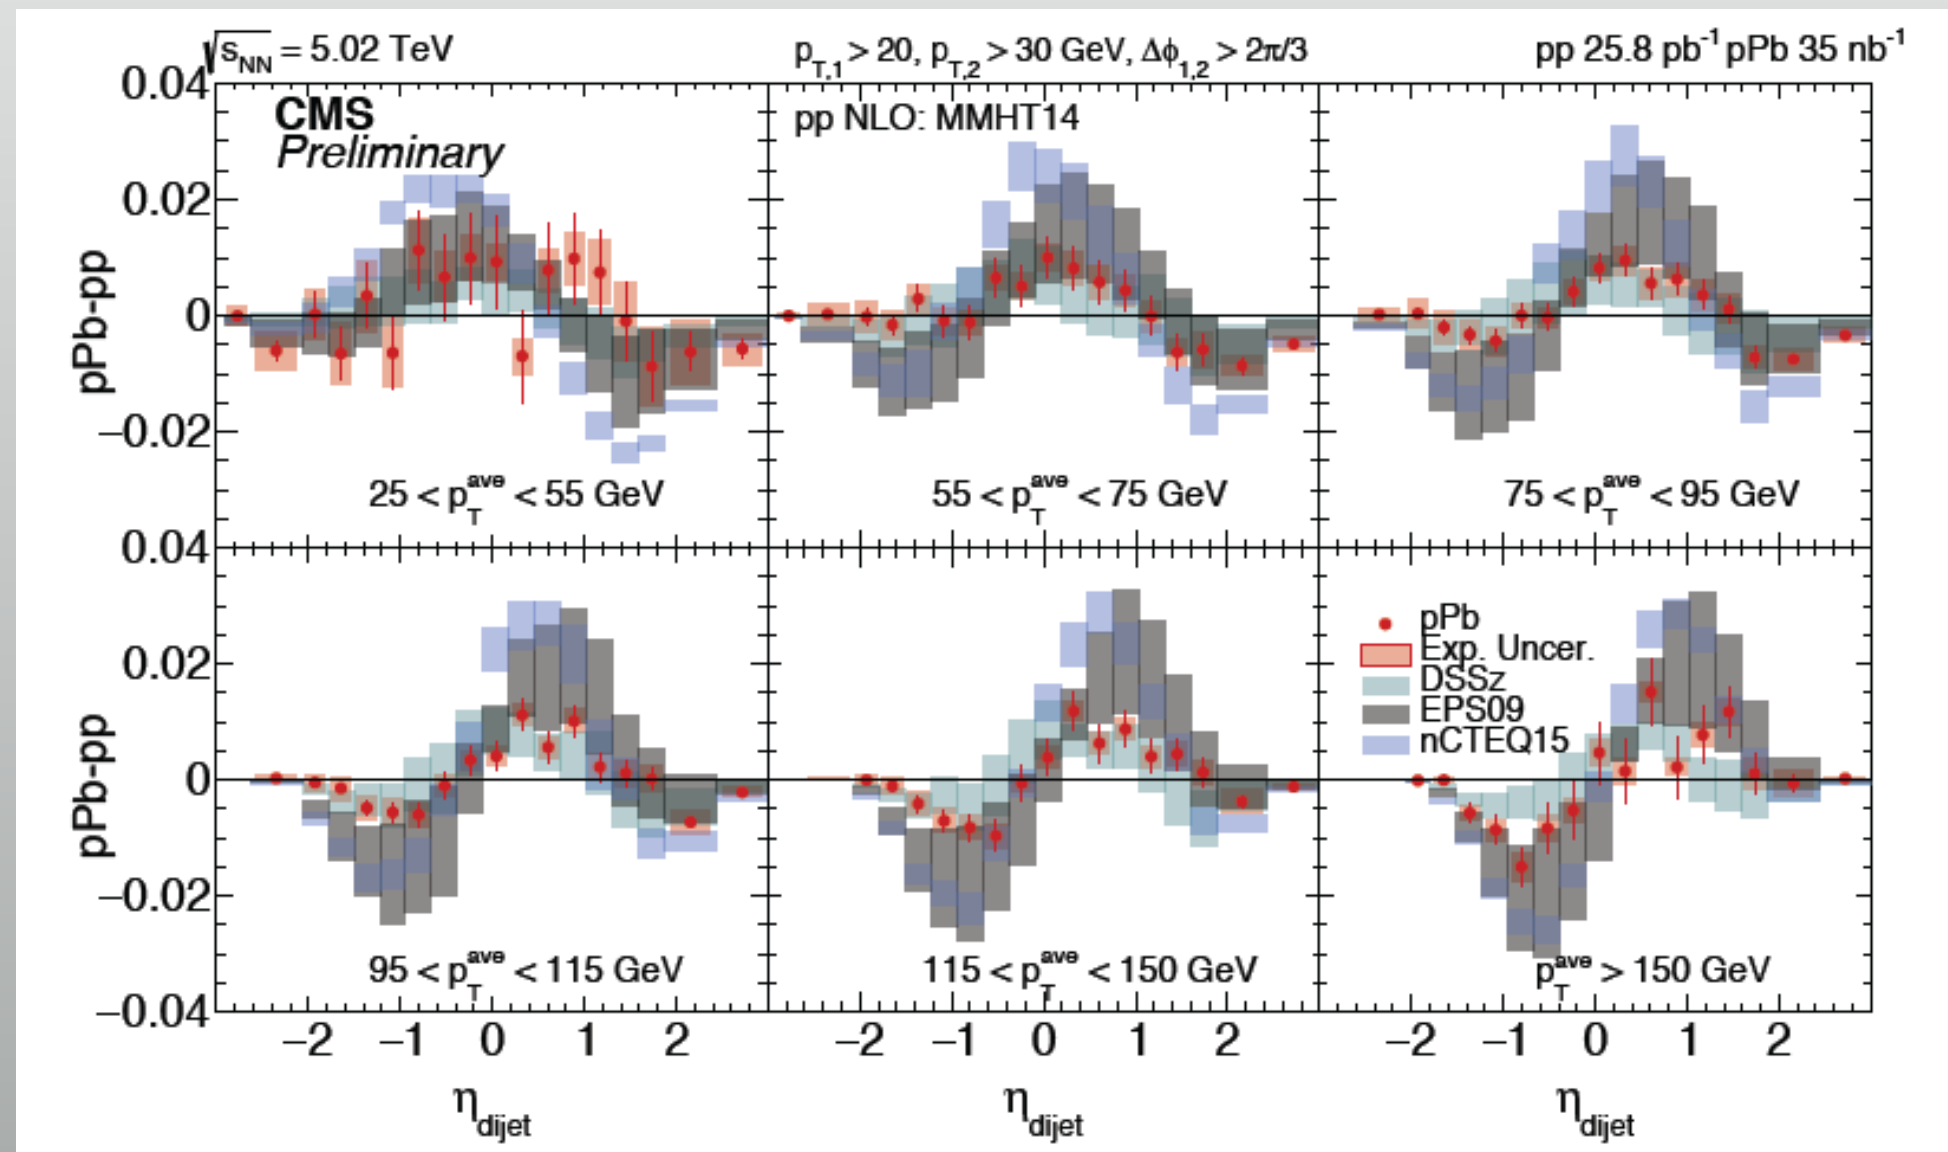 √sNN = 5.02 TeV
pT,1 > 20, pT,2 > 30 GeV, Δϕ1,2 > 2π/3
pp 25.8 pb⁻¹ pPb 35 nb⁻¹
CMS
Preliminary
pp NLO: MMHT14
0.04
0.02
0
−0.02
pPb-pp
25 < pTave < 55 GeV
55 < pTave < 75 GeV
75 < pTave < 95 GeV
0.04
0.02
0
−0.02
−0.04
pPb-pp
pPb
Exp. Uncer.
DSSz
EPS09
nCTEQ15
95 < pTave < 115 GeV
115 < pTave < 150 GeV
pTave > 150 GeV
−2 −1 0 1 2
−2 −1 0 1 2
−2 −1 0 1 2
ηdijet
ηdijet
ηdijet